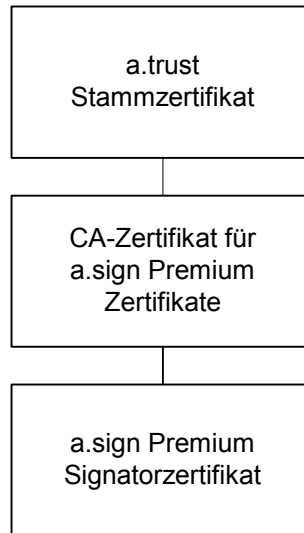 a.trust
Stammzertifikat
CA-Zertifikat für
a.sign Premium
Zertifikate
a.sign Premium
Signatorzertifikat